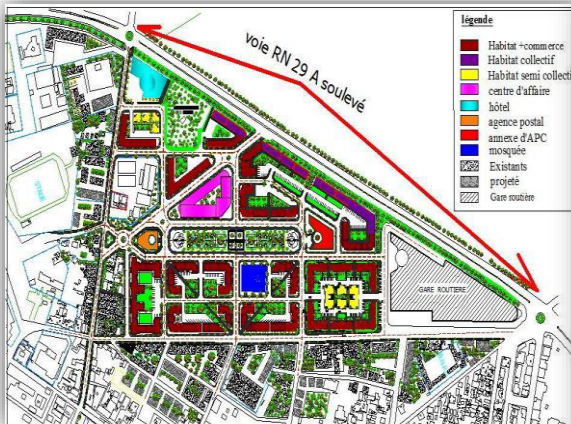 voie RN 29 A soulevé
légende
Habitat +commerce
Habitat collectif
Habitat semi collecti
centre d'affaire
hôtel
agence postal
annexe d'APC
mosquée
Existants
projeté
Gare routière
STADE
GARE ROUTIERE